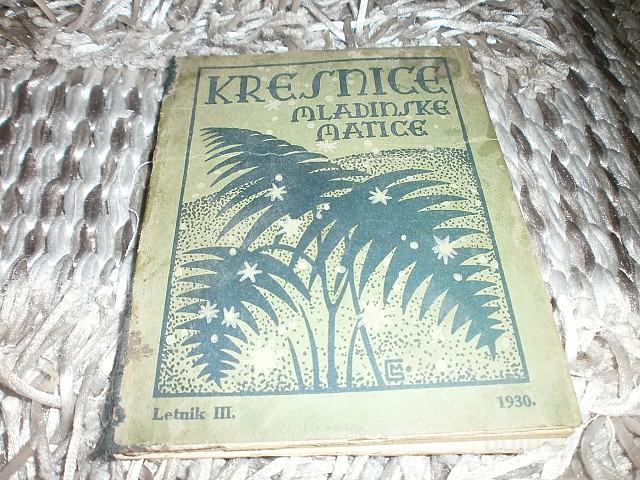 KRESNICE
MLADINSKE
MATICE
Letnik III.
1930.